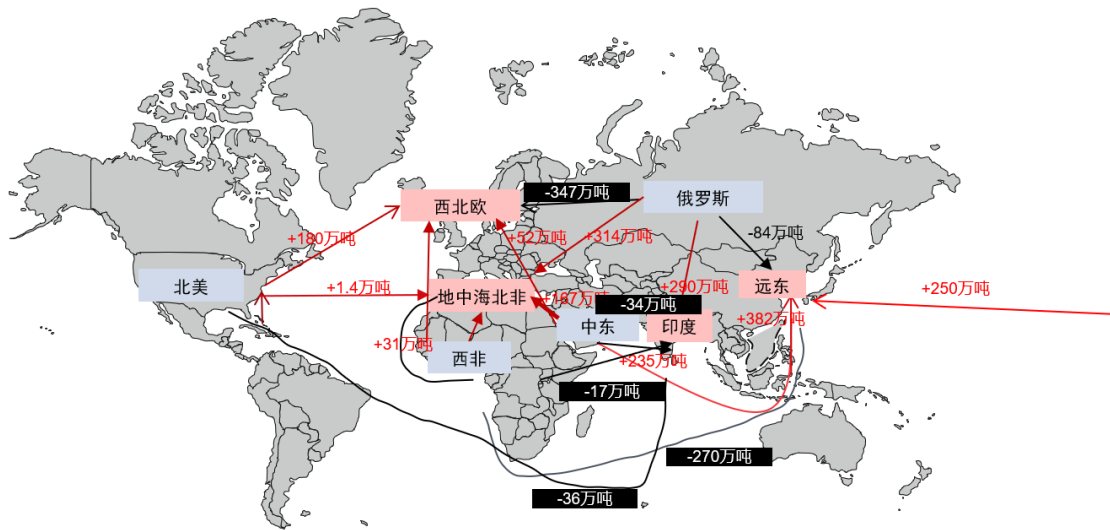 -347万吨
俄罗斯
西北欧
+180万吨
+52万吨
+314万吨
-84万吨
北美
+1.4万吨
地中海北非
+167万吨
+290万吨
远东
+250万吨
-34万吨
+382万吨
中东
印度
+31万吨
西非
+235万吨
-17万吨
-270万吨
-36万吨